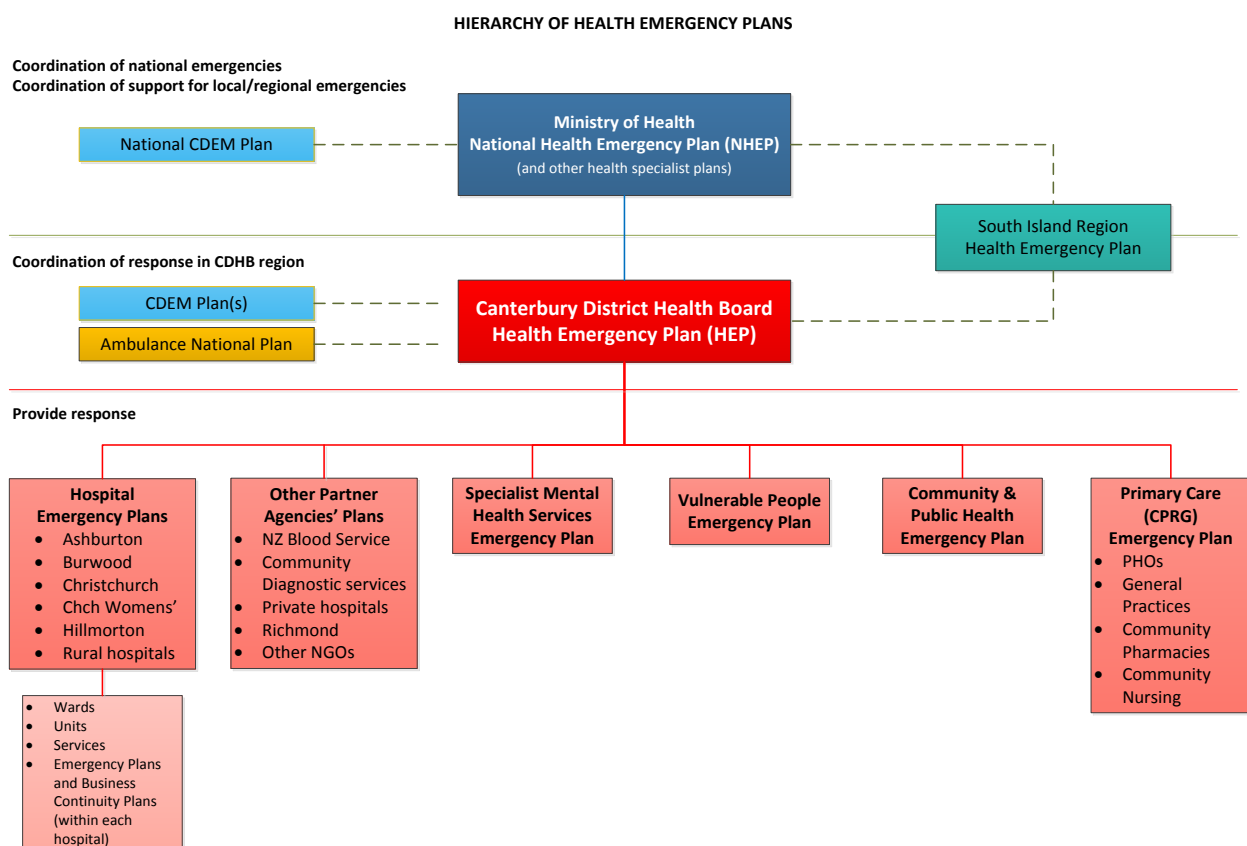 HIERARCHY OF HEALTH EMERGENCY PLANS
Coordination of national emergencies
Coordination of support for local/regional emergencies
National CDEM Plan
Ministry of Health
National Health Emergency Plan (NHEP)
(and other health specialist plans)
South Island Region
Health Emergency Plan
Coordination of response in CDHB region
CDEM Plan(s)
Ambulance National Plan
Canterbury District Health Board
Health Emergency Plan (HEP)
Provide response
Hospital
Emergency Plans
• Ashburton
• Burwood
• Christchurch
• Chch Womens’
• Hillmorton
• Rural hospitals
• Wards
• Units
• Services
• Emergency Plans
and Business
Continuity Plans
(within each
hospital)
Other Partner
Agencies’ Plans
• NZ Blood Service
• Community
Diagnostic services
• Private hospitals
• Richmond
• Other NGOs
Specialist Mental
Health Services
Emergency Plan
Vulnerable People
Emergency Plan
Community &
Public Health
Emergency Plan
Primary Care
(CPRG)
Emergency Plan
• PHOs
• General
Practices
• Community
Pharmacies
• Community
Nursing